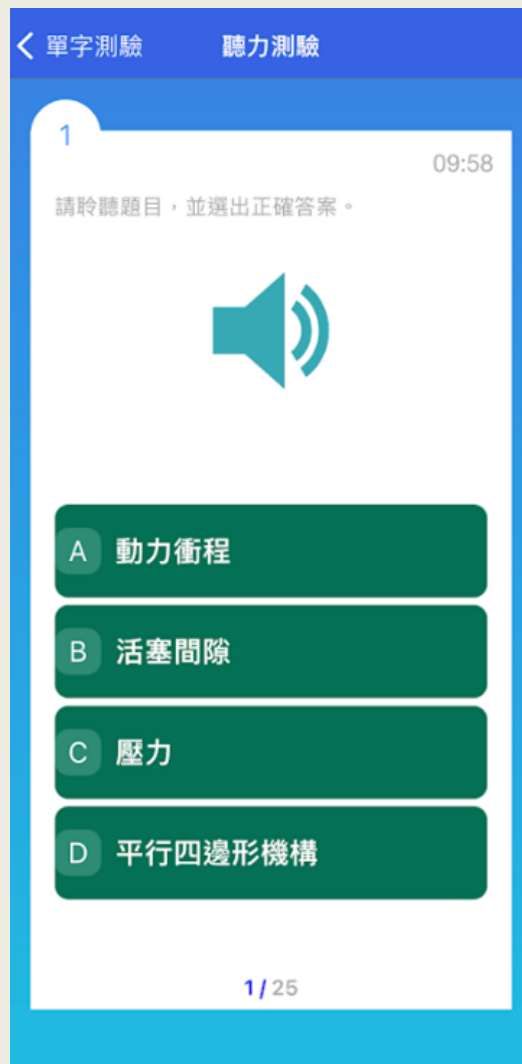 單字測驗 聽力測驗
1
09:58
請聆聽題目，並選出正確答案。
A 動力衝程
B 活塞間隙
C 壓力
D 平行四邊形機構
1 / 25